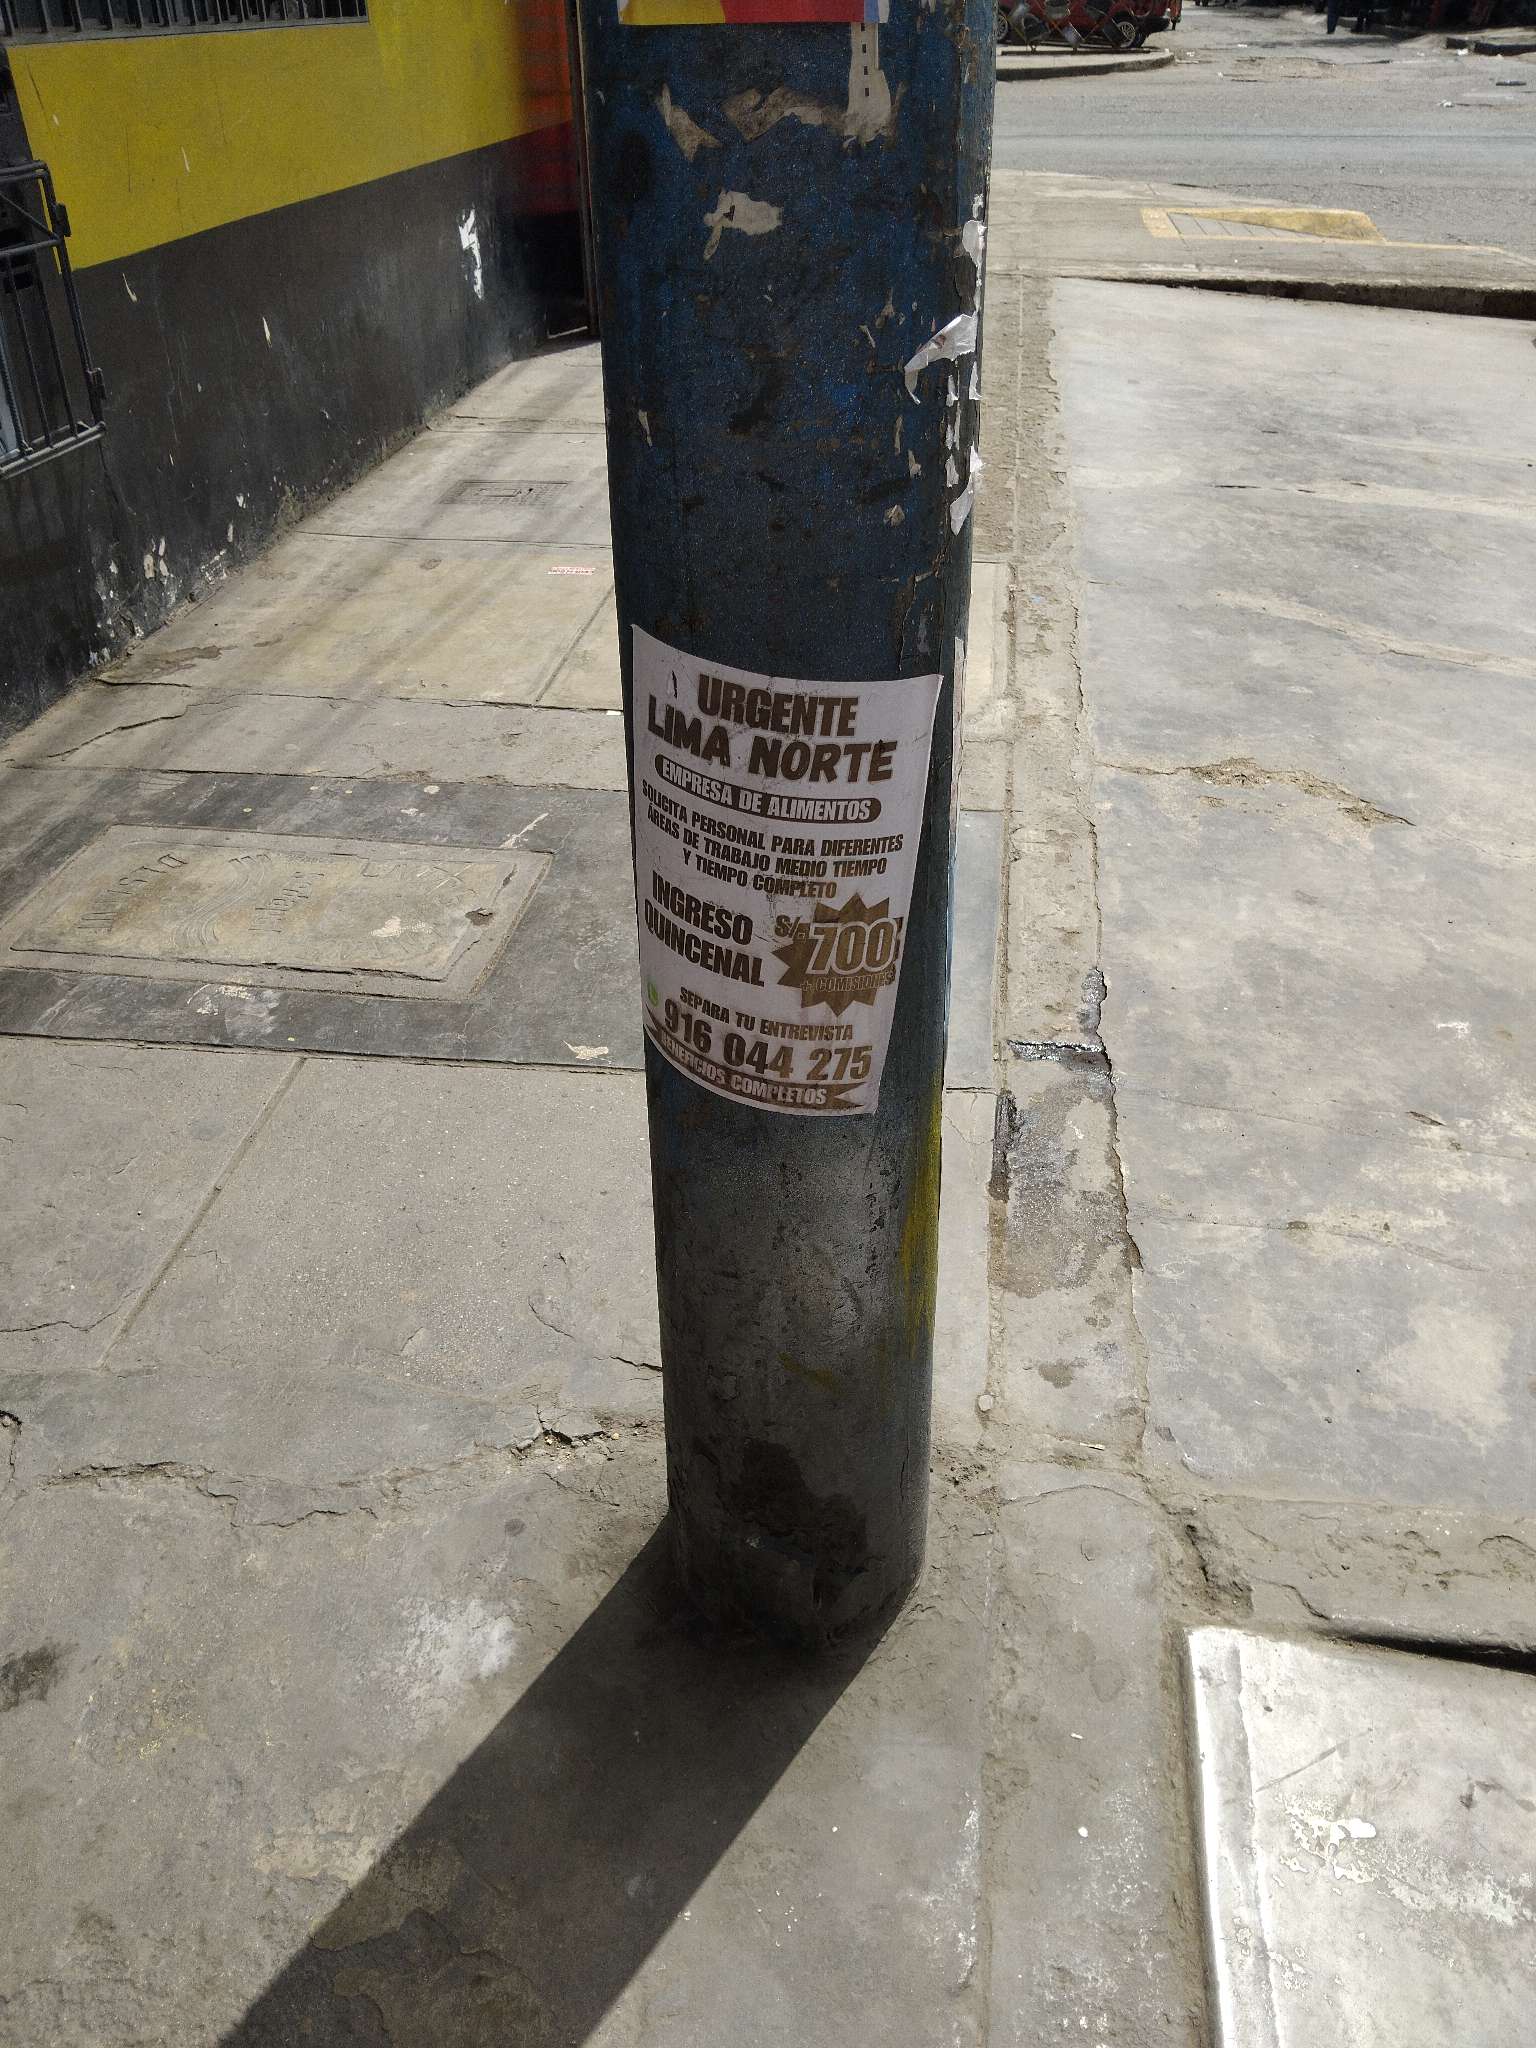 URGENTE
LIMA NORTE
EMPRESA DE ALIMENTOS
SOLICITA PERSONAL PARA DIFERENTES
ÁREAS DE TRABAJO MEDIO TIEMPO
Y TIEMPO COMPLETO
INGRESO
QUINCENAL
S/. 700
+ COMISIONES
SEPARA TU ENTREVISTA
916 044 275
BENEFICIOS COMPLETOS